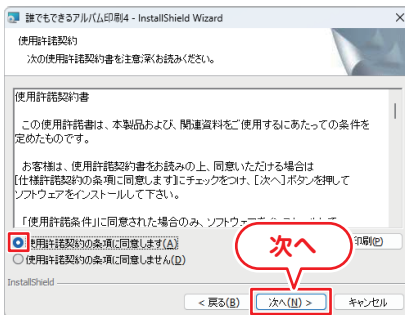 誰でもできるアルバム印刷4 - InstallShield Wizard
使用許諾契約
次の使用許諾契約書を注意深くお読みください。
使用許諾契約書
この使用許諾書は、本製品および、関連資料をご使用するにあたっての条件を
定めたものです。
お客様は、使用許諾契約書をお読みの上、同意いただける場合は
[仕様許諾契約の条項に同意します]にチェックをつけ、[次へ]ボタンを押して
ソフトウェアをインストールして下さい。
「使用許諾条件」に同意された場合のみ、ソフトウェアを
使用許諾契約の条項に同意します(A)
次へ
印刷(P)
使用許諾契約の条項に同意しません(D)
InstallShield
< 戻る(B)
次へ(N) >
キャンセル